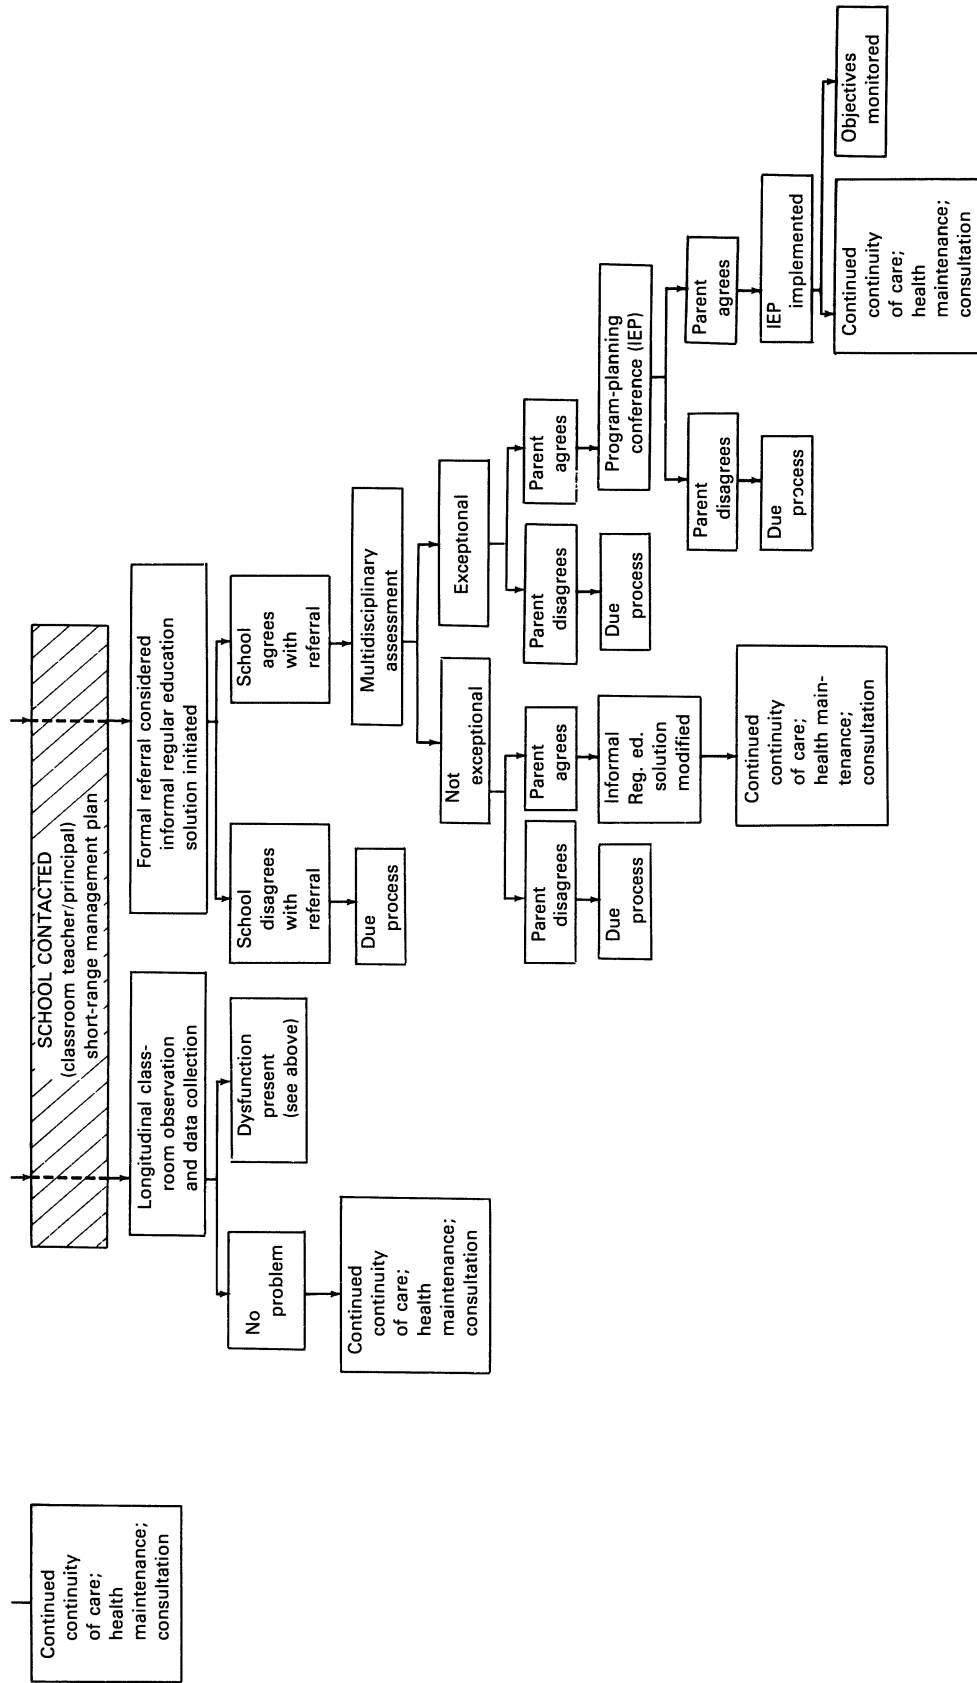 Continued
continuity
of care;
health
maintenance;
consultation
SCHOOL CONTACTED
(classroom teacher/principal)
short-range management plan
Longitudinal class-
room observation
and data collection
No
problem
Continued
continuity
of care;
health
maintenance;
consultation
Dysfunction
present
(see above)
Formal referral considered
informal regular education
solution initiated
School
disagrees
with
referral
Due
process
School
agrees
with
referral
Multidisciplinary
assessment
Not
exceptional
Parent
disagrees
Due
process
Parent
agrees
Informal
Reg. ed.
solution
modified
Continued
continuity
of care;
health main-
tenance;
consultation
Exceptional
Parent
disagrees
Due
process
Parent
agrees
Program-planning
conference (IEP)
Parent
disagrees
Due
process
Parent
agrees
IEP
implemented
Continued
continuity
of care;
health
maintenance;
consultation
Objectives
monitored